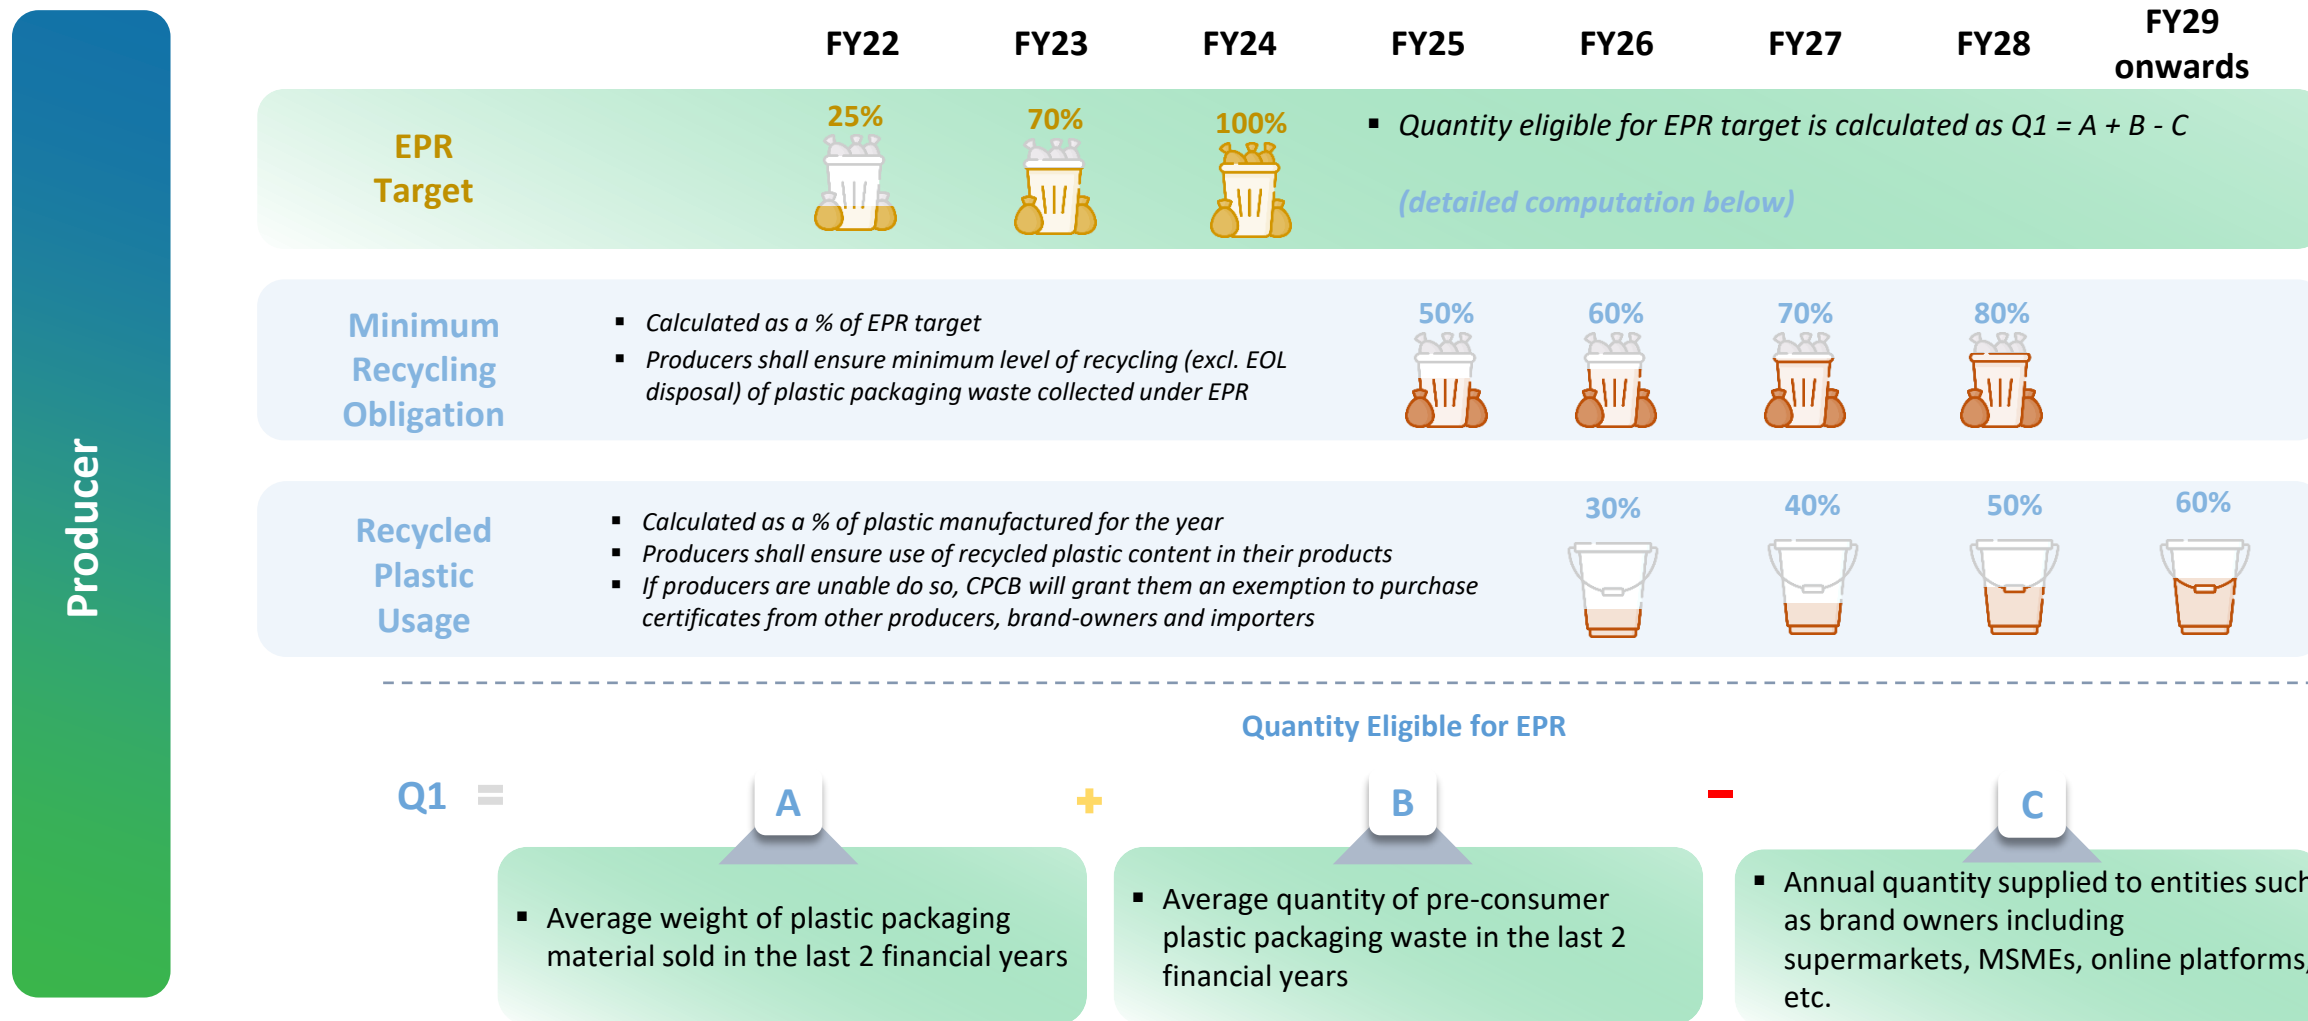 Producer
FY22
FY23
FY24
FY25
FY26
FY27
FY28
FY29
onwards
EPR
Target
25%
70%
100%
▪ Quantity eligible for EPR target is calculated as Q1 = A + B - C
(detailed computation below)
Minimum
Recycling
Obligation
▪ Calculated as a % of EPR target
▪ Producers shall ensure minimum level of recycling (excl. EOL
disposal) of plastic packaging waste collected under EPR
50%
60%
70%
80%
Recycled
Plastic
Usage
▪ Calculated as a % of plastic manufactured for the year
▪ Producers shall ensure use of recycled plastic content in their products
▪ If producers are unable do so, CPCB will grant them an exemption to purchase
certificates from other producers, brand-owners and importers
30%
40%
50%
60%
Quantity Eligible for EPR
Q1 = A + B - C
▪ Average weight of plastic packaging
material sold in the last 2 financial years
▪ Average quantity of pre-consumer
plastic packaging waste in the last 2
financial years
▪ Annual quantity supplied to entities such
as brand owners including
supermarkets, MSMEs, online platforms,
etc.